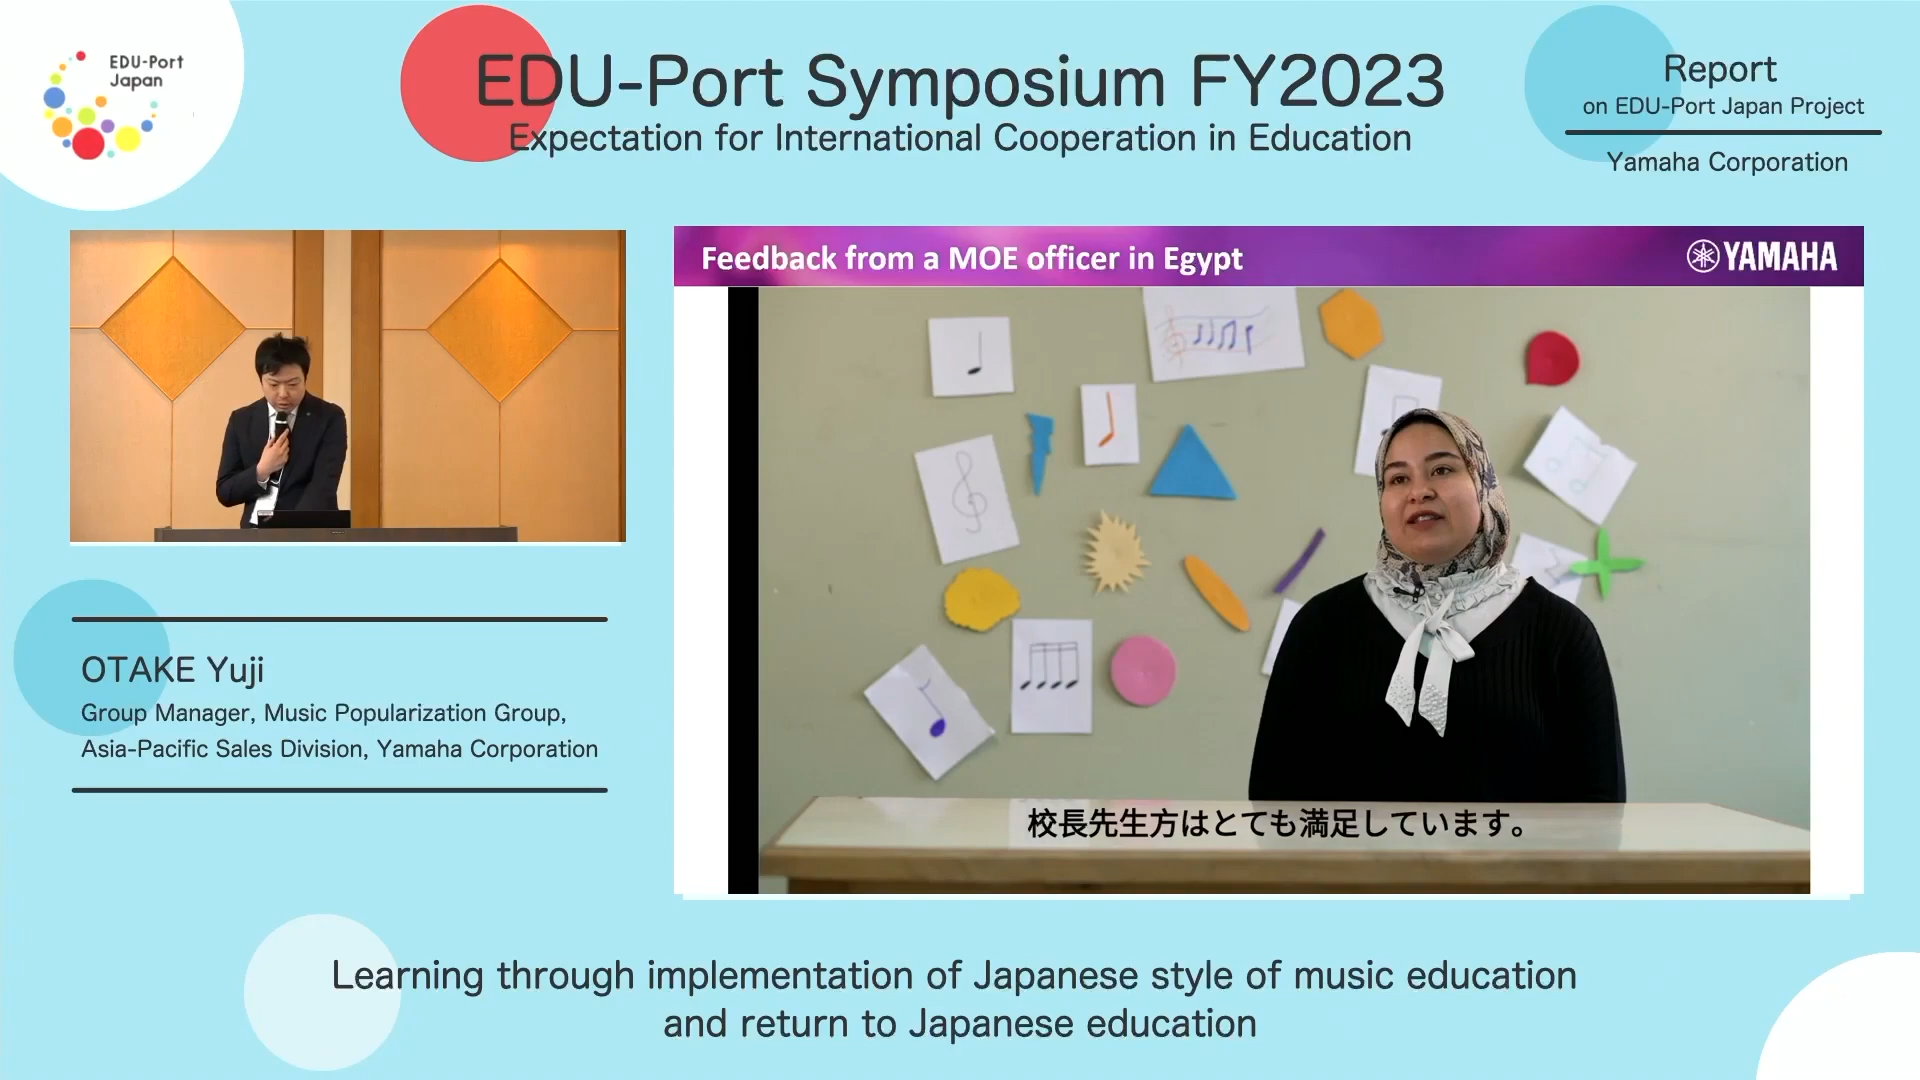 EDU-Port
Japan
EDU-Port Symposium FY2023
Expectation for International Cooperation in Education
Report
on EDU-Port Japan Project
Yamaha Corporation
Feedback from a MOE officer in Egypt
YAMAHA
校長先生方はとても満足しています。
OTAKE Yuji
Group Manager, Music Popularization Group,
Asia-Pacific Sales Division, Yamaha Corporation
Learning through implementation of Japanese style of music education
and return to Japanese education